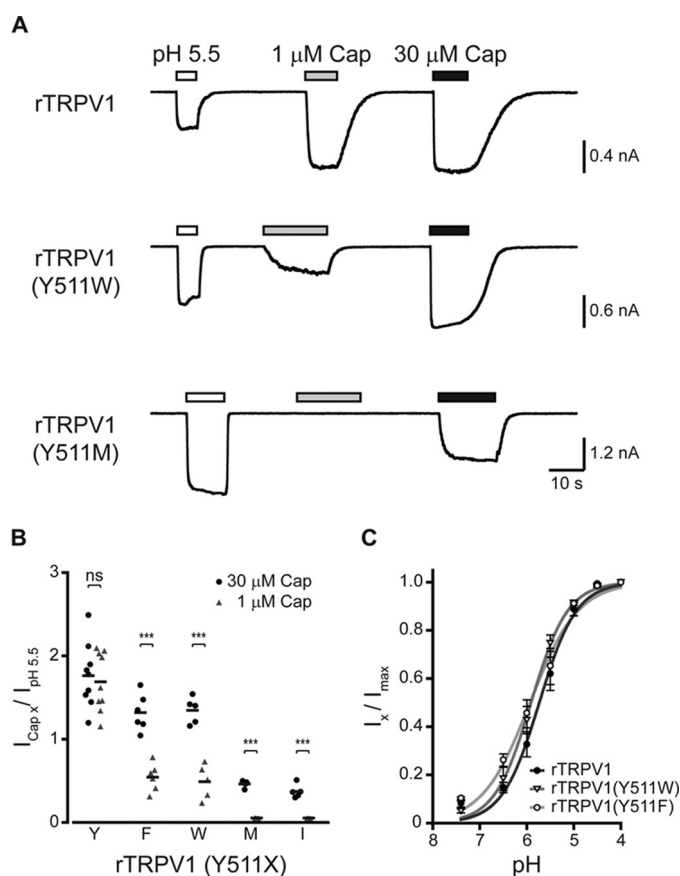 A
pH 5.5 1 μM Cap 30 μM Cap
rTRPV1
0.4 nA
rTRPV1
(Y511W)
0.6 nA
rTRPV1
(Y511M)
1.2 nA
10 s
B
3
2
1
0
I Cap x / I pH 5.5
ns
*** *** *** ***
30 μM Cap
1 μM Cap
Y F W M I
rTRPV1 (Y511X)
C
1.0
0.8
0.6
0.4
0.2
0
Ix / Imax
rTRPV1
rTRPV1(Y511W)
rTRPV1(Y511F)
8 7 6 5 4
pH